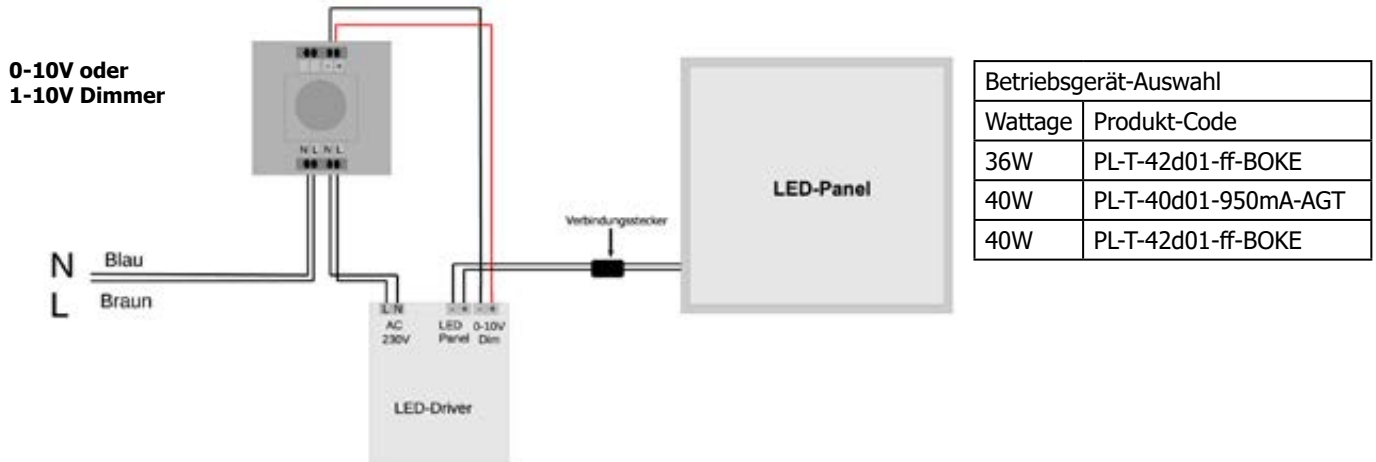 0-10V oder
1-10V Dimmer
- +
N L N L
N Blau
L Braun
Verbindungsstecker
LED-Panel
L N - + - +
AC LED 0-10V
230V Panel Dim
LED-Driver
Betriebsgerät-Auswahl
Wattage Produkt-Code
36W PL-T-42d01-ff-BOKE
40W PL-T-40d01-950mA-AGT
40W PL-T-42d01-ff-BOKE